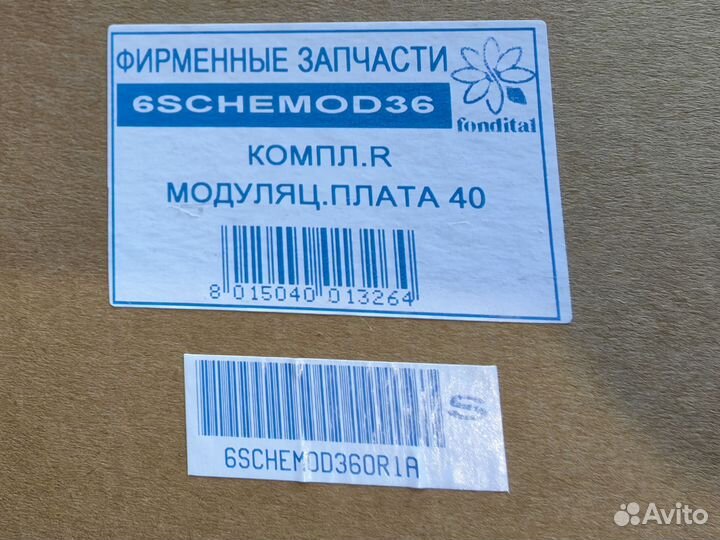 ФИРМЕННЫЕ ЗАПЧАСТИ
6SCHEMOD36
fondital
КОМПЛ.R
МОДУЛЯЦ.ПЛАТА 40
8 015040 013264
S
6SCHEMOD360R1A
Avito